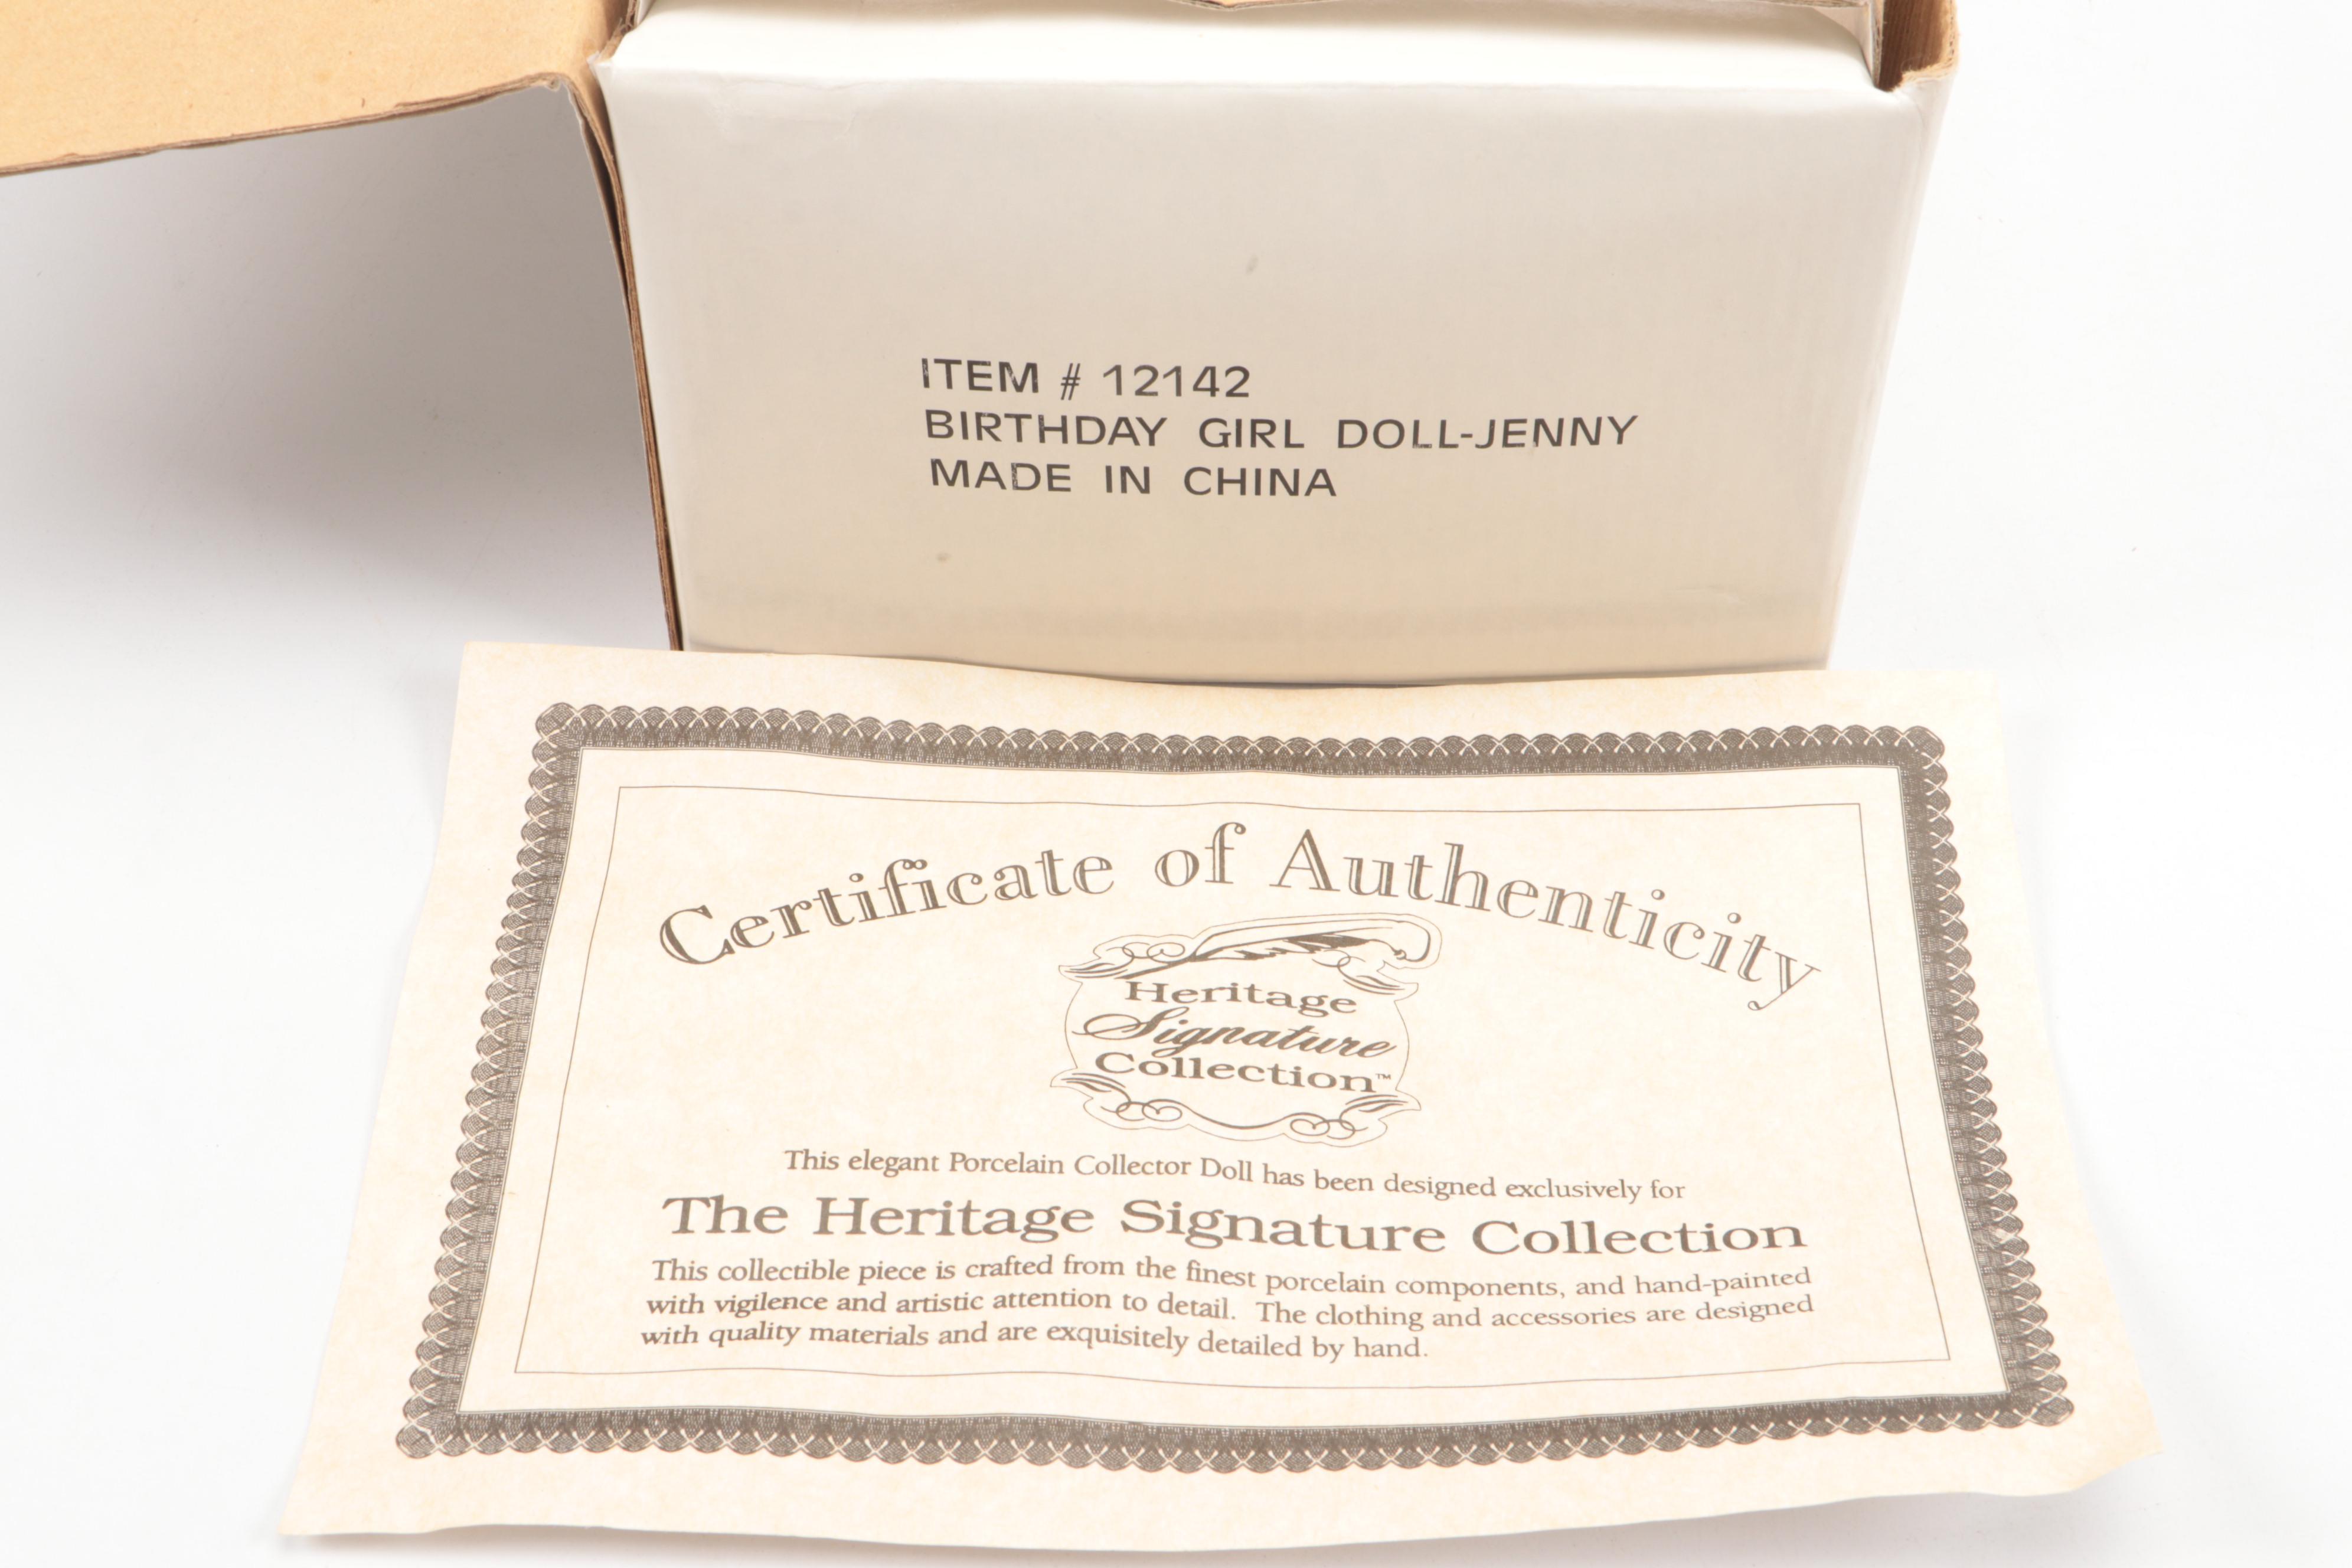 ITEM # 12142
BIRTHDAY GIRL DOLL-JENNY
MADE IN CHINA
Certificate of Authenticity
Heritage
Signature
Collection™
This elegant Porcelain Collector Doll has been designed exclusively for
The Heritage Signature Collection
This collectible piece is crafted from the finest porcelain components, and hand-painted
with vigilence and artistic attention to detail. The clothing and accessories are designed
with quality materials and are exquisitely detailed by hand.